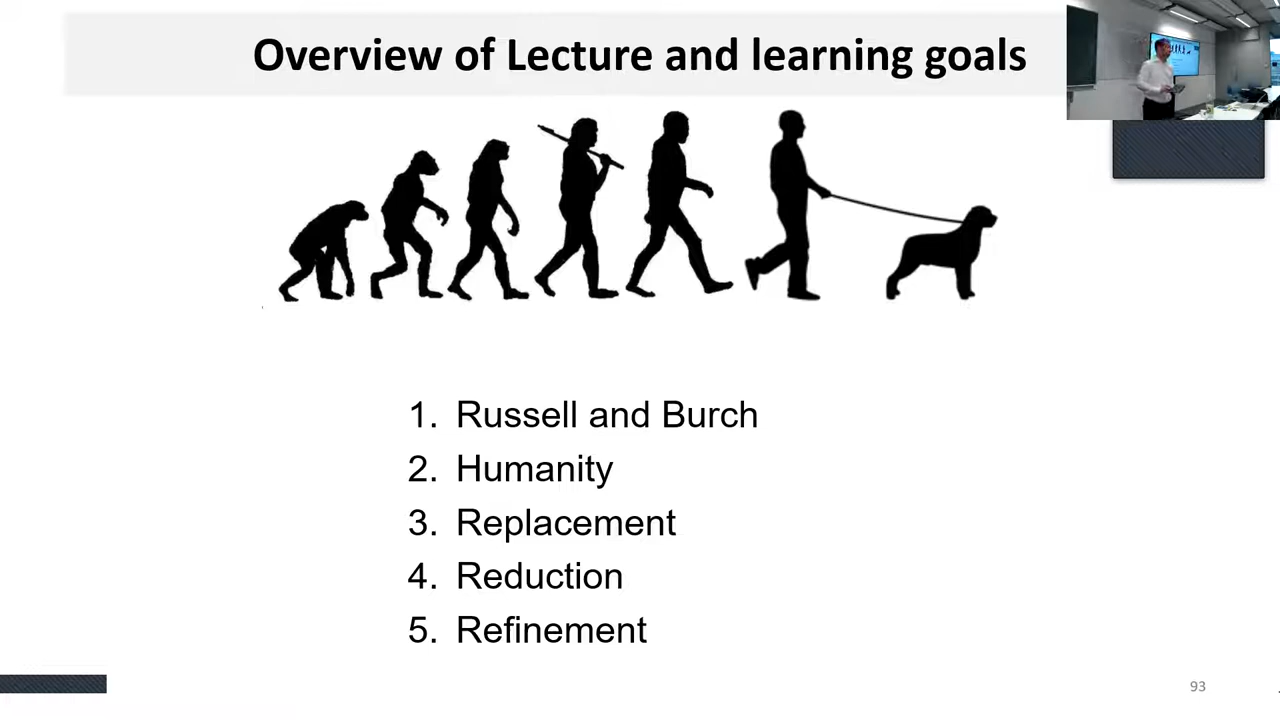 Overview of Lecture and learning goals
1. Russell and Burch
2. Humanity
3. Replacement
4. Reduction
5. Refinement
93